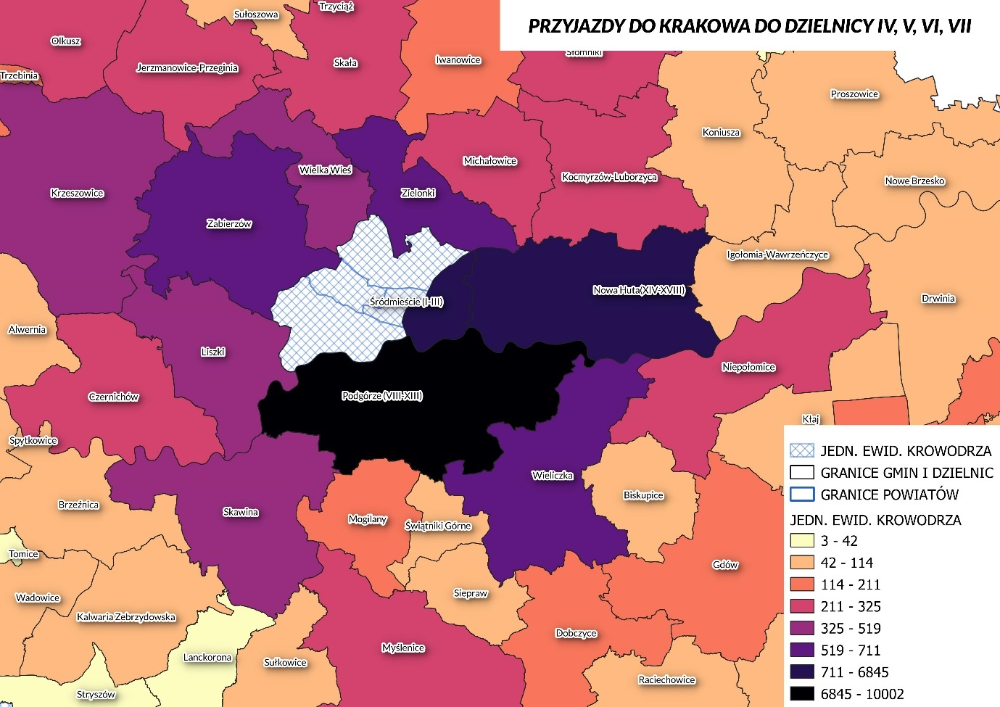 PRZYJAZDY DO KRAKOWA DO DZIELNICY IV, V, VI, VII
Trzyciąż
Sułoszowa
Olkusz
Słomniki
Iwanowice
Skała
Jerzmanowice-Przeginia
Trzebinia
Proszowice
Koniusza
Michałowice
Wielka Wieś
Kocmyrzów-Luborzyca
Nowe Brzesko
Krzeszowice
Zielonki
Zabierzów
Igołomia-Wawrzeńczyce
Nowa Huta(XIV-XVIII)
Śródmieście (I-III)
Drwinia
Alwernia
Liszki
Niepołomice
Czernichów
Podgórze (VIII-XIII)
Kłaj
Spytkowice
Wieliczka
Biskupice
Brzeźnica
Skawina
Mogilany
Świątniki Górne
Tomice
Gdów
Siepraw
Wadowice
Kalwaria Zebrzydowska
Dobczyce
Myślenice
Lanckorona
Sułkowice
Raciechowice
Stryszów
JEDN. EWID. KROWODRZA
GRANICE GMIN I DZIELNIC
GRANICE POWIATÓW
JEDN. EWID. KROWODRZA
3 - 42
42 - 114
114 - 211
211 - 325
325 - 519
519 - 711
711 - 6845
6845 - 10002